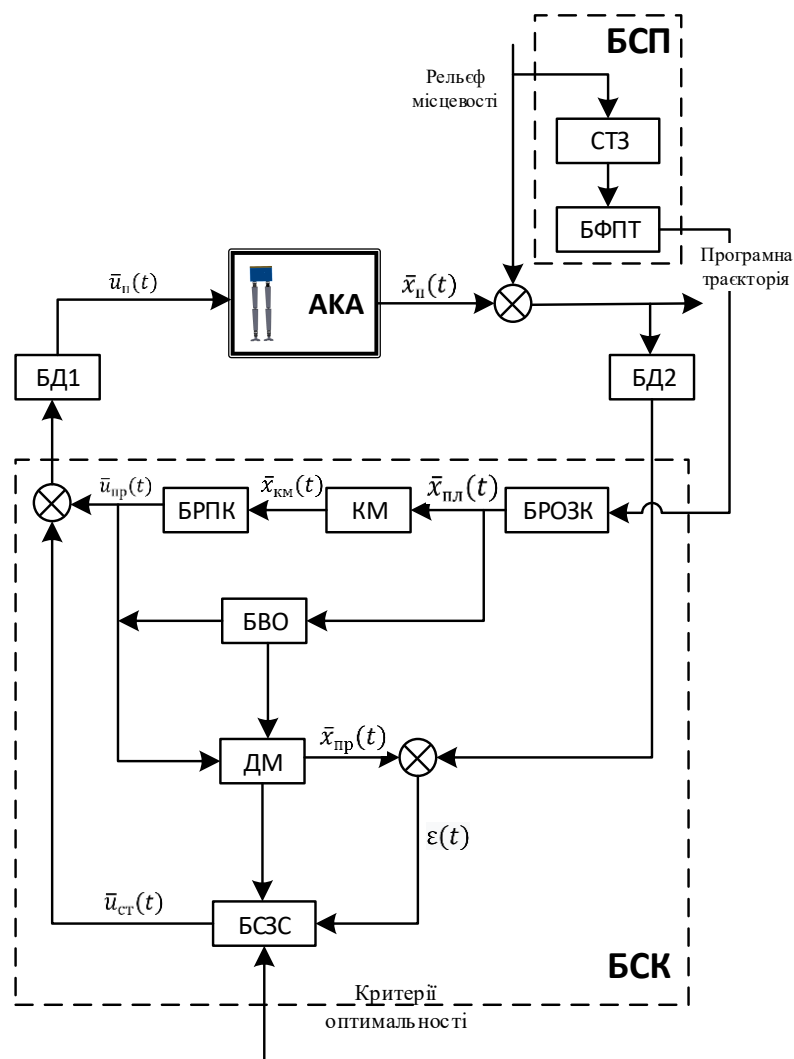 БСП
Рельєф
місцевості
СТЗ
БФПТ
Програмна
траєкторія
ū_п(t)
АКА
x̄_п(t)
БД1
БД2
ū_пр(t)
БРПК
x̄_км(t)
КМ
x̄_пл(t)
БРОЗК
БВО
ДМ
x̄_пр(t)
ε(t)
ū_ст(t)
БСЗС
БСК
Критерії
оптимальності